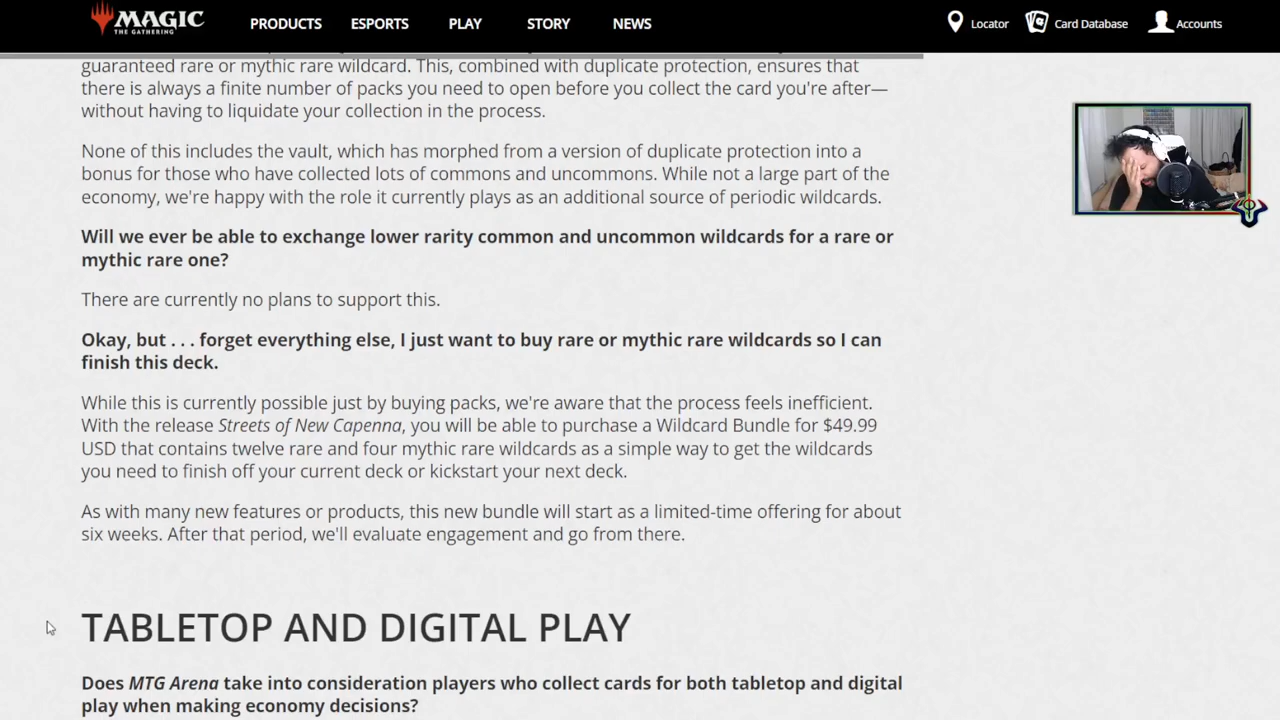 MAGIC
THE GATHERING
PRODUCTS ESPORTS PLAY STORY NEWS
Locator Card Database Accounts
guaranteed rare or mythic rare wildcard. This, combined with duplicate protection, ensures that
there is always a finite number of packs you need to open before you collect the card you're after—
without having to liquidate your collection in the process.
None of this includes the vault, which has morphed from a version of duplicate protection into a
bonus for those who have collected lots of commons and uncommons. While not a large part of the
economy, we're happy with the role it currently plays as an additional source of periodic wildcards.
Will we ever be able to exchange lower rarity common and uncommon wildcards for a rare or
mythic rare one?
There are currently no plans to support this.
Okay, but . . . forget everything else, I just want to buy rare or mythic rare wildcards so I can
finish this deck.
While this is currently possible just by buying packs, we're aware that the process feels inefficient.
With the release Streets of New Capenna, you will be able to purchase a Wildcard Bundle for $49.99
USD that contains twelve rare and four mythic rare wildcards as a simple way to get the wildcards
you need to finish off your current deck or kickstart your next deck.
As with many new features or products, this new bundle will start as a limited-time offering for about
six weeks. After that period, we'll evaluate engagement and go from there.
TABLETOP AND DIGITAL PLAY
Does MTG Arena take into consideration players who collect cards for both tabletop and digital
play when making economy decisions?